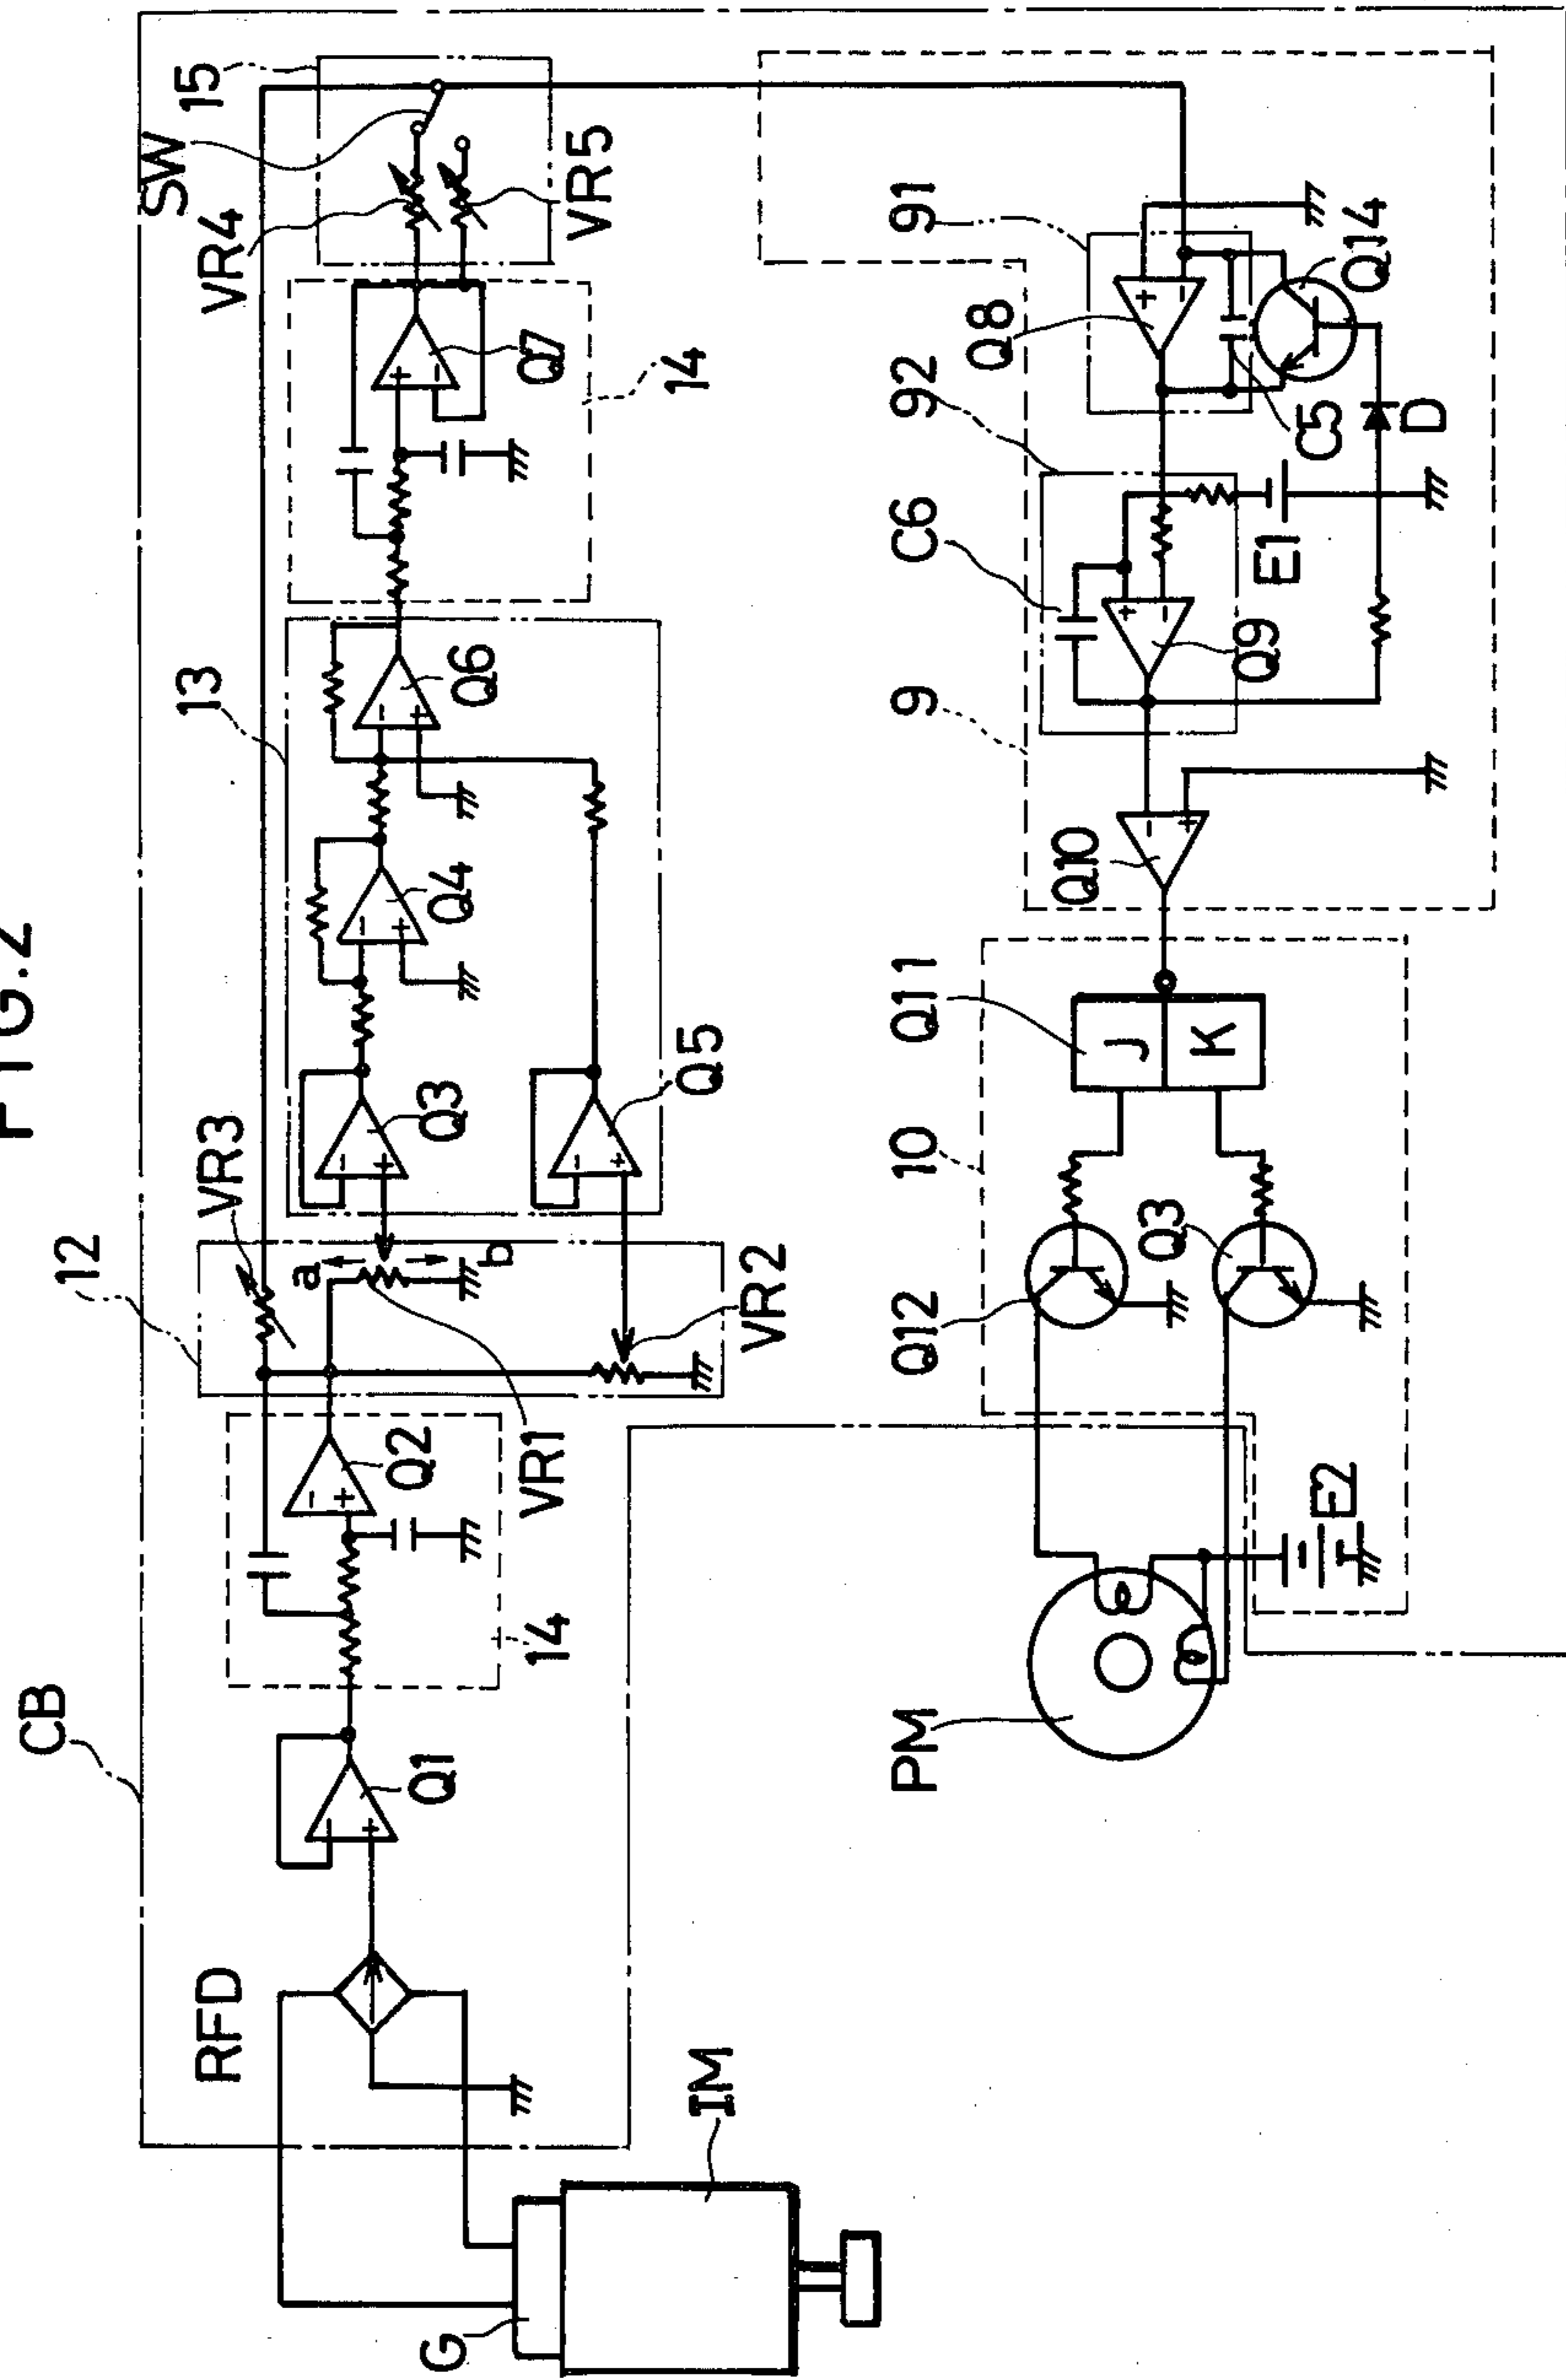 FIG.2
CB
12
VR3
13
VR4
SW
15
RFD
Q1
14
Q2
VR1
a
b
VR2
Q3
Q4
Q5
Q6
Q7
14
VR5
G
IM
PM
Q12
10
Q11
9
C6
92
Q8
91
Q3
J
K
Q10
Q9
E1
C5
Q14
D
E2